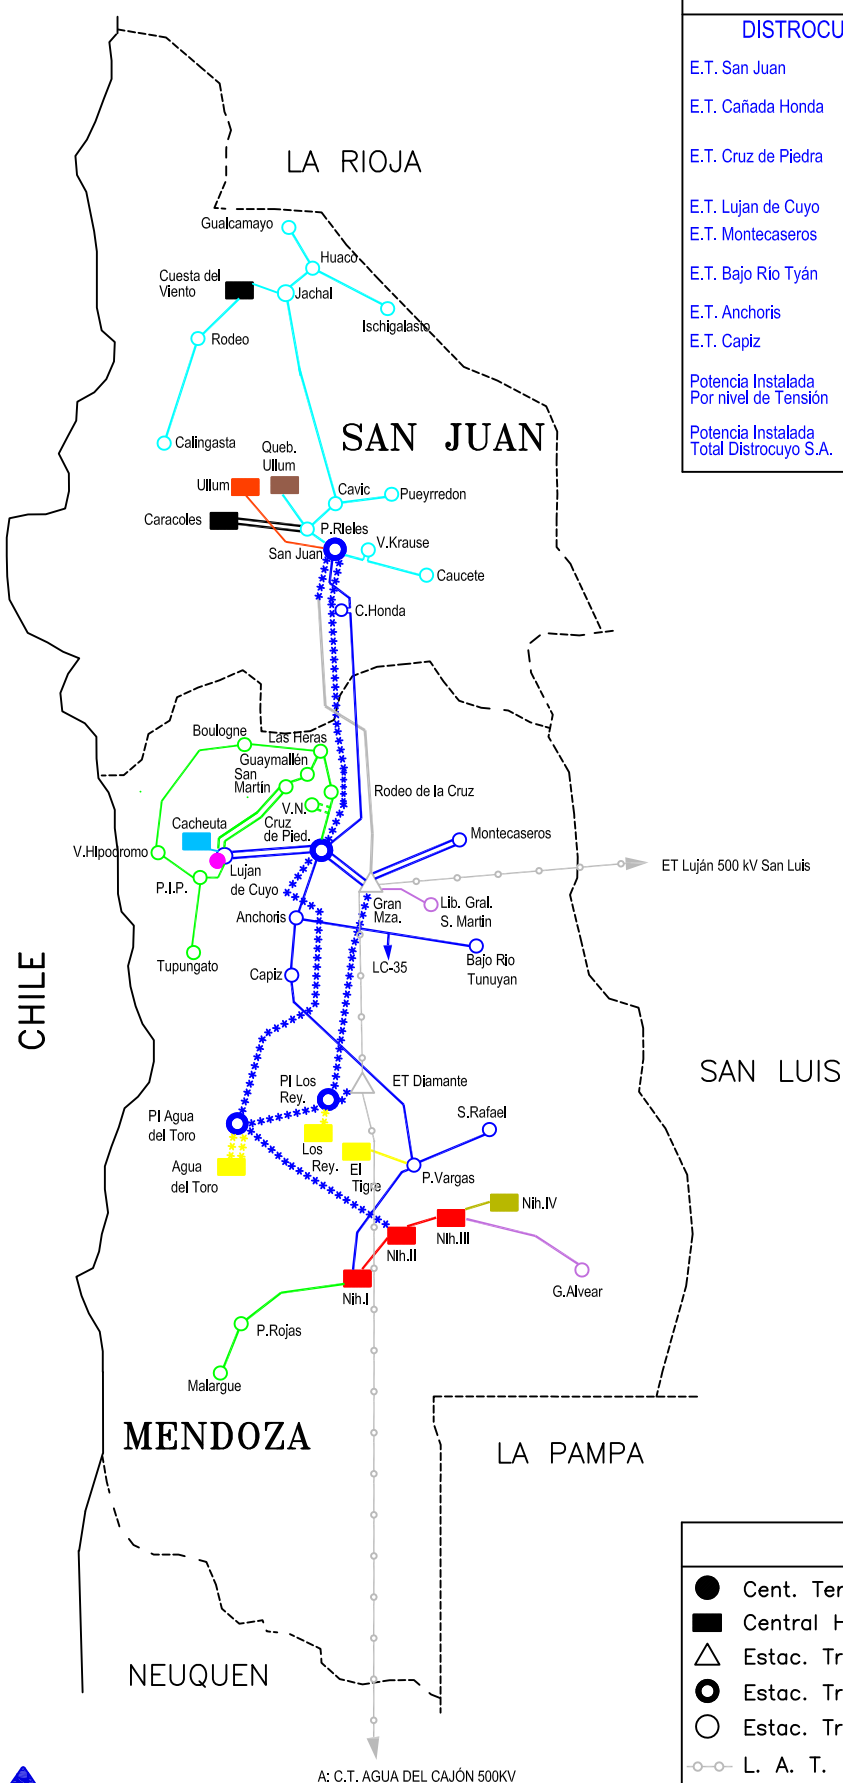 DISTROCU
E.T. San Juan
E.T. Cañada Honda
E.T. Cruz de Piedra
E.T. Lujan de Cuyo
E.T. Montecaseros
E.T. Bajo Río Tyán
E.T. Anchoris
E.T. Capiz
Potencia Instalada
Por nivel de Tensión
Potencia Instalada
Total Distrocuyo S.A.
LA RIOJA
Gualcamayo
Huaco
Cuesta del
Viento
Jachal
Ischigalasto
Rodeo
SAN JUAN
Calingasta
Queb.
Ullum
Ullum
Cavic
Pueyrredon
Caracoles
P.RIeles
San Juan
V.Krause
Caucete
C.Honda
Boulogne
Las Heras
Guaymallén
San
Martín
Rodeo de la Cruz
V.N.
Cruz
de Pied.
Cacheuta
Montecaseros
V.HIpodromo
Lujan
de Cuyo
ET Luján 500 kV San Luis
P.I.P.
Gran
Mza.
Lib. Gral.
S. Martin
Anchoris
Tupungato
LC-35
Bajo Rio
Tunuyan
Capiz
CHILE
SAN LUIS
PI Los
Rey.
ET Diamante
PI Agua
del Toro
S.Rafael
Los
Rey.
El
Tigre
Agua
del Toro
P.Vargas
Nih.IV
NIh.III
NIh.II
Nih.I
G.Alvear
P.Rojas
Malargue
MENDOZA
LA PAMPA
NEUQUEN
Cent. Ter
Central H
Estac. Tr
Estac. Tr
Estac. Tr
L. A. T.
A: C.T. AGUA DEL CAJÓN 500KV